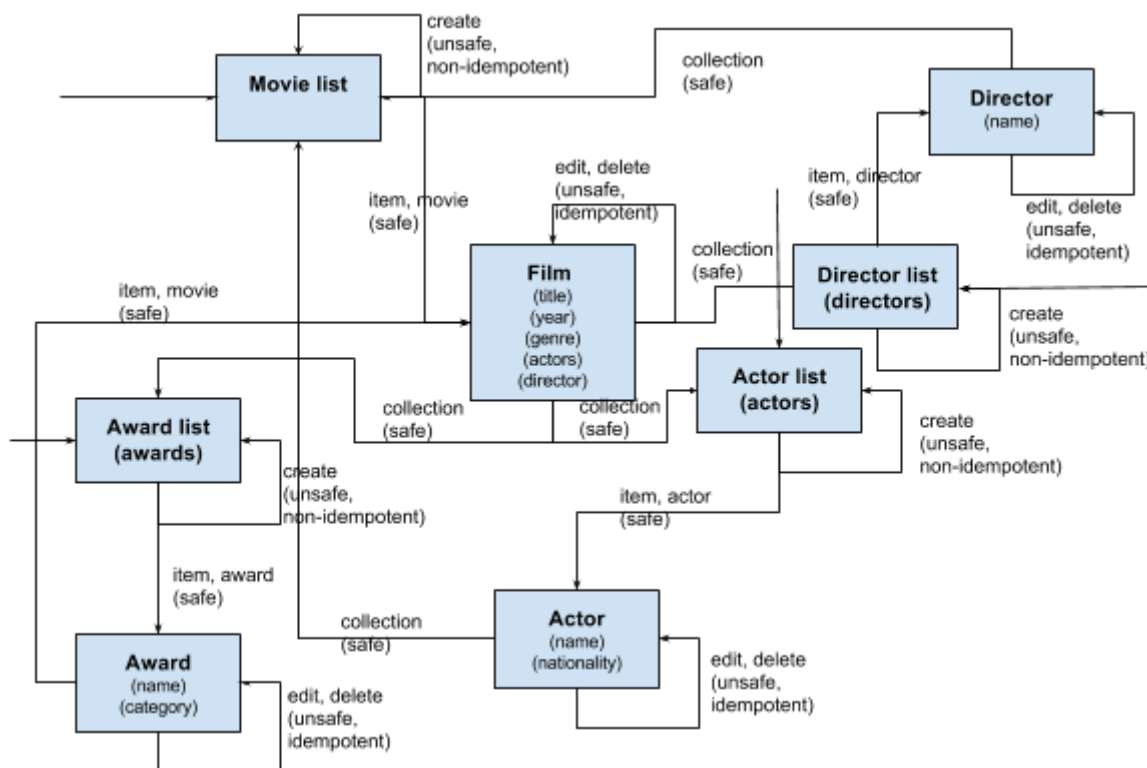 create
(unsafe,
non-idempotent)
Movie list
collection
(safe)
Director
(name)
item, movie
(safe)
edit, delete
(unsafe,
idempotent)
item, director
(safe)
edit, delete
(unsafe,
idempotent)
Film
(title)
(year)
(genre)
(actors)
(director)
collection
(safe)
Director list
(directors)
item, movie
(safe)
create
(unsafe,
non-idempotent)
Actor list
(actors)
Award list
(awards)
collection
(safe)
collection
(safe)
create
(unsafe,
non-idempotent)
create
(unsafe,
non-idempotent)
item, actor
(safe)
item, award
(safe)
collection
(safe)
Actor
(name)
(nationality)
edit, delete
(unsafe,
idempotent)
Award
(name)
(category)
edit, delete
(unsafe,
idempotent)